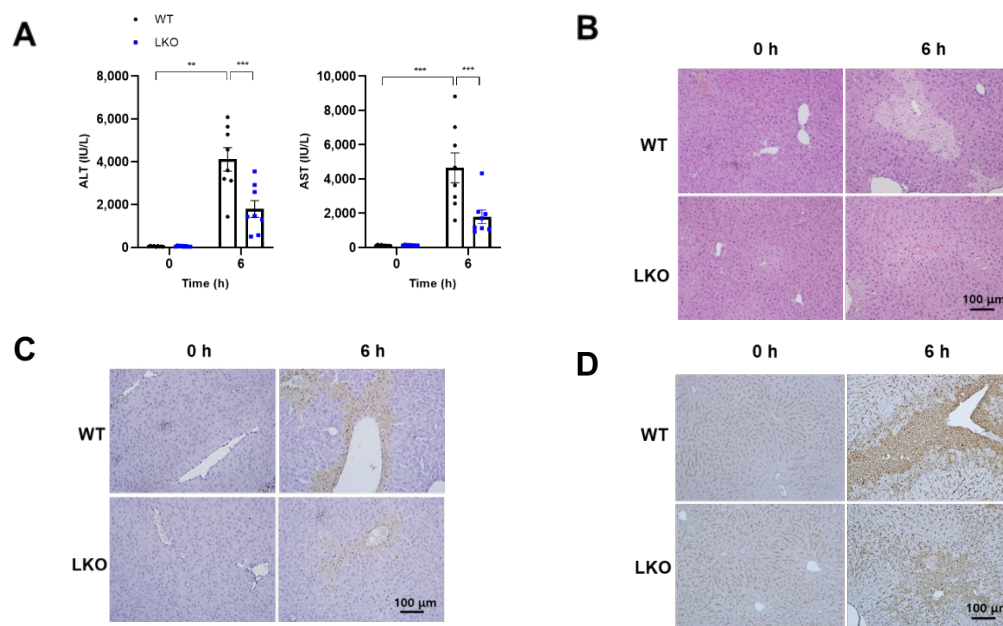 A
WT
LKO
** ***
8,000
6,000
4,000
2,000
0
ALT (IU/L)
0 6
Time (h)
*** ***
10,000
8,000
6,000
4,000
2,000
0
AST (IU/L)
0 6
Time (h)
B
0 h 6 h
WT
LKO
100 µm
C
0 h 6 h
WT
LKO
100 µm
D
0 h 6 h
WT
LKO
100 µm